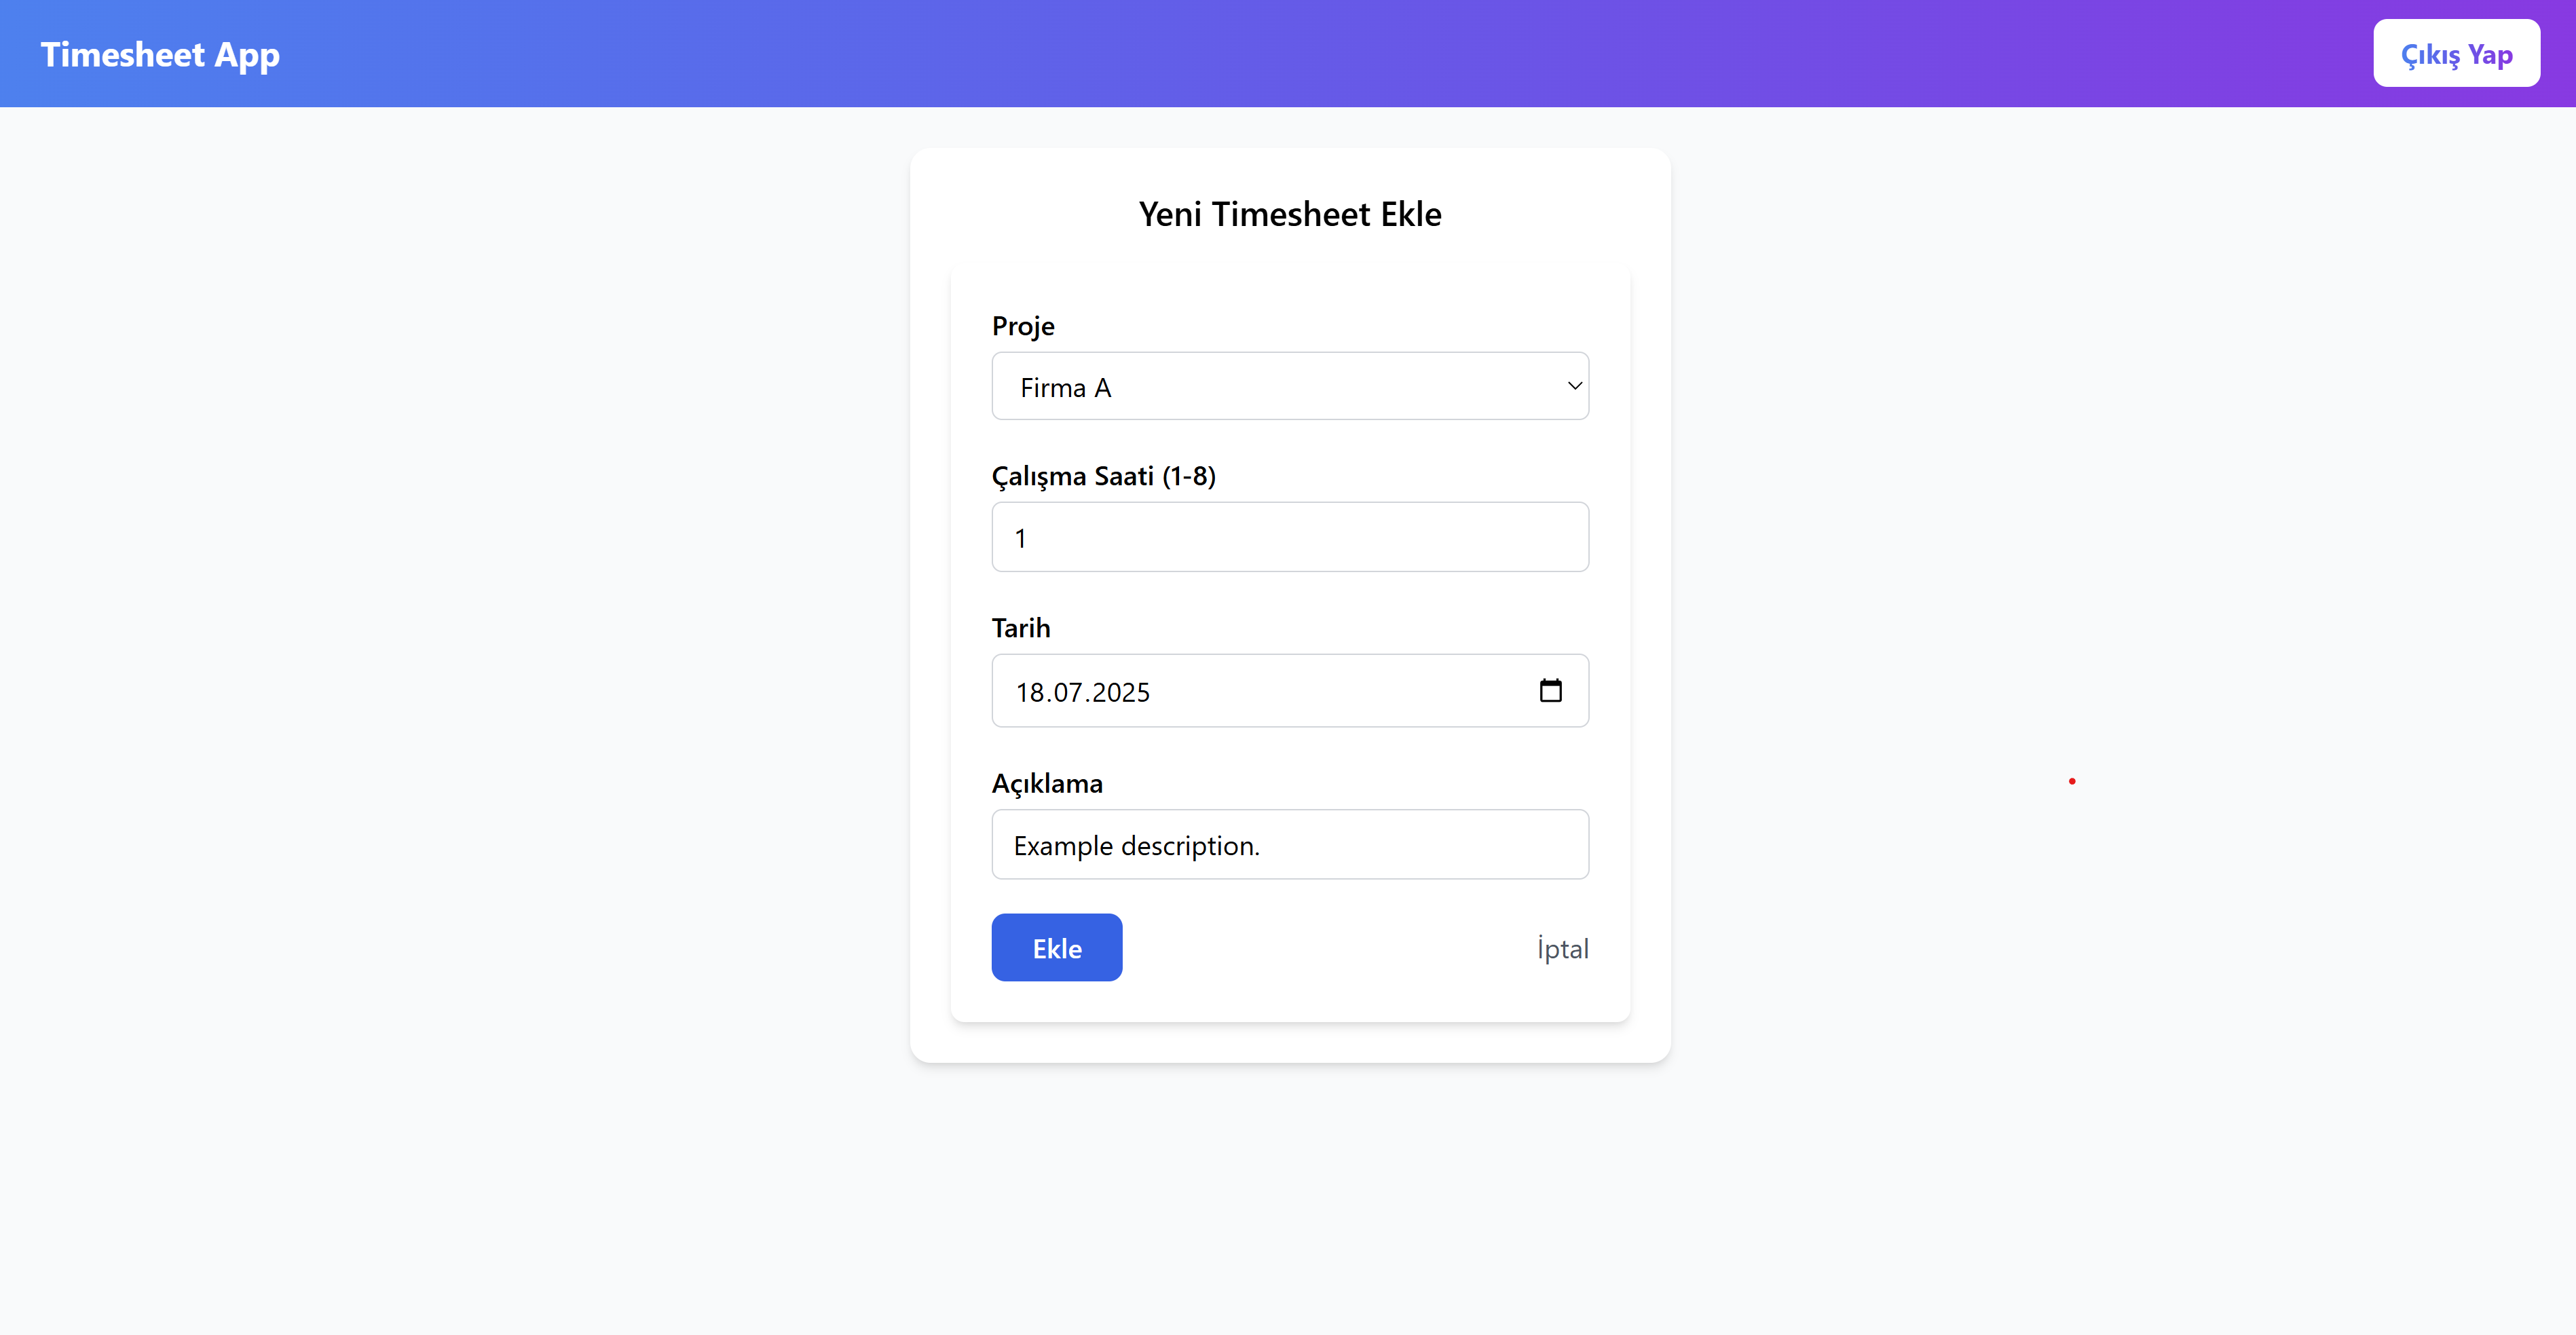 Timesheet App
Çıkış Yap
Yeni Timesheet Ekle
Proje
Firma A
Çalışma Saati (1-8)
1
Tarih
18.07.2025
Açıklama
Example description.
Ekle
İptal